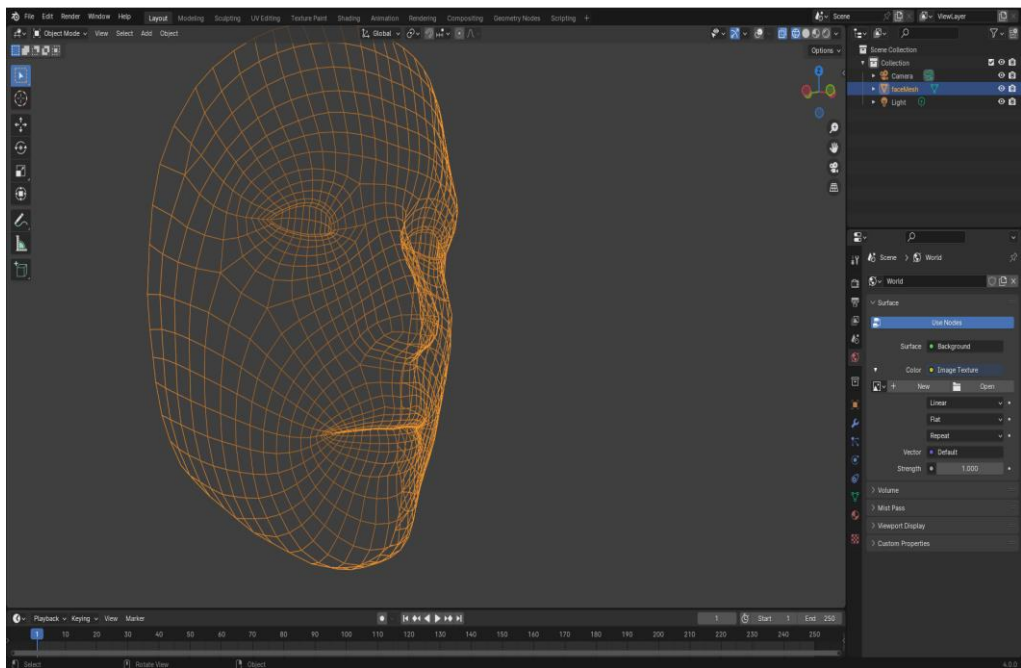 File Edit Render Window Help Layout Modeling Sculpting UV Editing Texture Paint Shading Animation Rendering Compositing Geometry Nodes Scripting + Scene ViewLayer
Object Mode View Select Add Object Global
Options
Z
Scene Collection
Collection
Camera
faceMesh
Light
Scene > World
World
Surface
Use Nodes
Surface Background
Color Image Texture
+ New Open
Linear
Flat
Repeat
Vector Default
Strength 1.000
Volume
Mist Pass
Viewport Display
Custom Properties
Playback Keying View Marker 1 Start 1 End 250
1 10 20 30 40 50 60 70 80 90 100 110 120 130 140 150 160 170 180 190 200 210 220 230 240 250
Select Rotate View Object 4.0.0